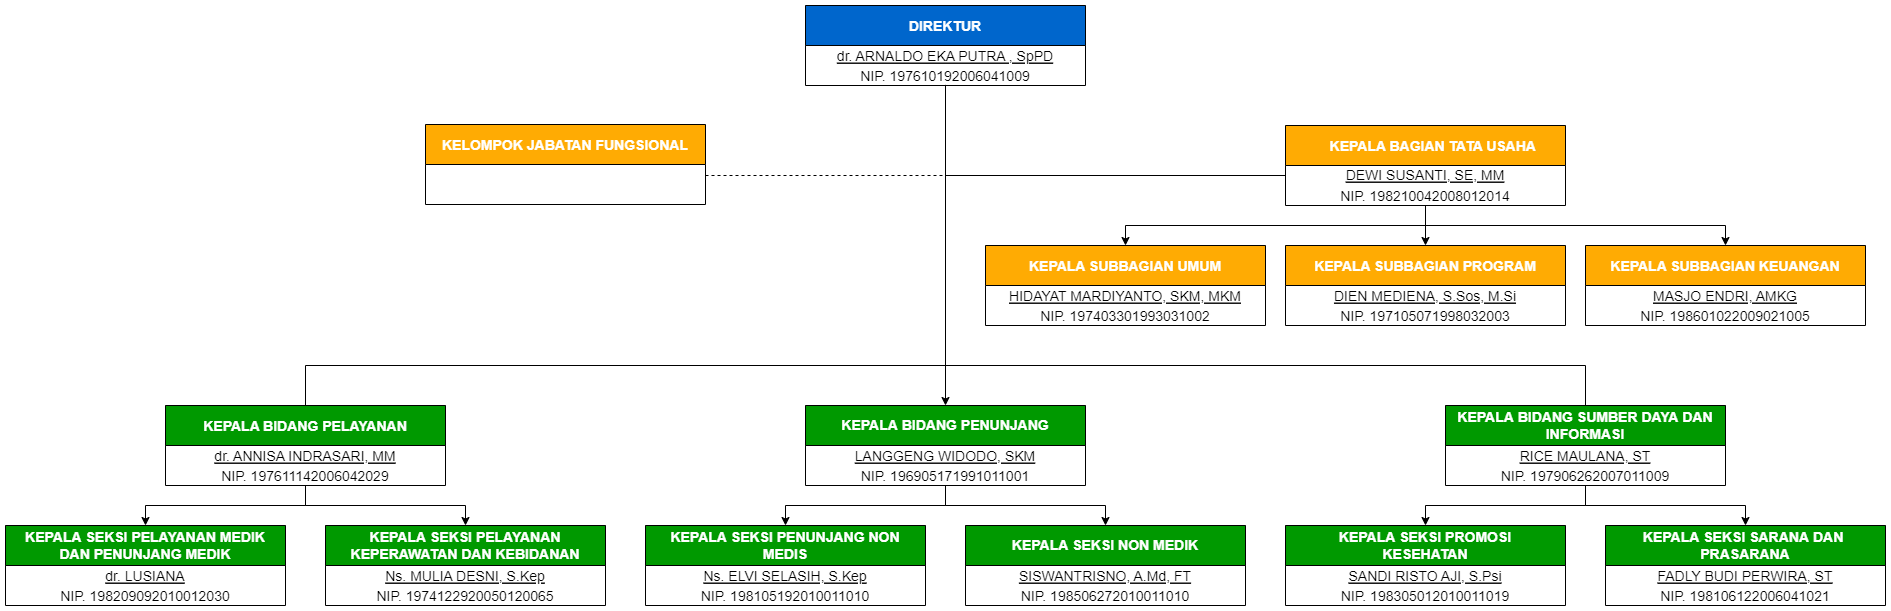 DIREKTUR
dr. ARNALDO EKA PUTRA , SpPD
NIP. 197610192006041009
KELOMPOK JABATAN FUNGSIONAL
KEPALA BAGIAN TATA USAHA
DEWI SUSANTI, SE, MM
NIP. 198210042008012014
KEPALA SUBBAGIAN UMUM
HIDAYAT MARDIYANTO, SKM, MKM
NIP. 197403301993031002
KEPALA SUBBAGIAN PROGRAM
DIEN MEDIENA, S.Sos, M.Si
NIP. 197105071998032003
KEPALA SUBBAGIAN KEUANGAN
MASJO ENDRI, AMKG
NIP. 198601022009021005
KEPALA BIDANG PELAYANAN
dr. ANNISA INDRASARI, MM
NIP. 197611142006042029
KEPALA BIDANG PENUNJANG
LANGGENG WIDODO, SKM
NIP. 196905171991011001
KEPALA BIDANG SUMBER DAYA DAN
INFORMASI
RICE MAULANA, ST
NIP. 197906262007011009
KEPALA SEKSI PELAYANAN MEDIK
DAN PENUNJANG MEDIK
dr. LUSIANA
NIP. 198209092010012030
KEPALA SEKSI PELAYANAN
KEPERAWATAN DAN KEBIDANAN
Ns. MULIA DESNI, S.Kep
NIP. 1974122920050120065
KEPALA SEKSI PENUNJANG NON
MEDIS
Ns. ELVI SELASIH, S.Kep
NIP. 198105192010011010
KEPALA SEKSI NON MEDIK
SISWANTRISNO, A.Md, FT
NIP. 198506272010011010
KEPALA SEKSI PROMOSI
KESEHATAN
SANDI RISTO AJI, S.Psi
NIP. 198305012010011019
KEPALA SEKSI SARANA DAN
PRASARANA
FADLY BUDI PERWIRA, ST
NIP. 198106122006041021